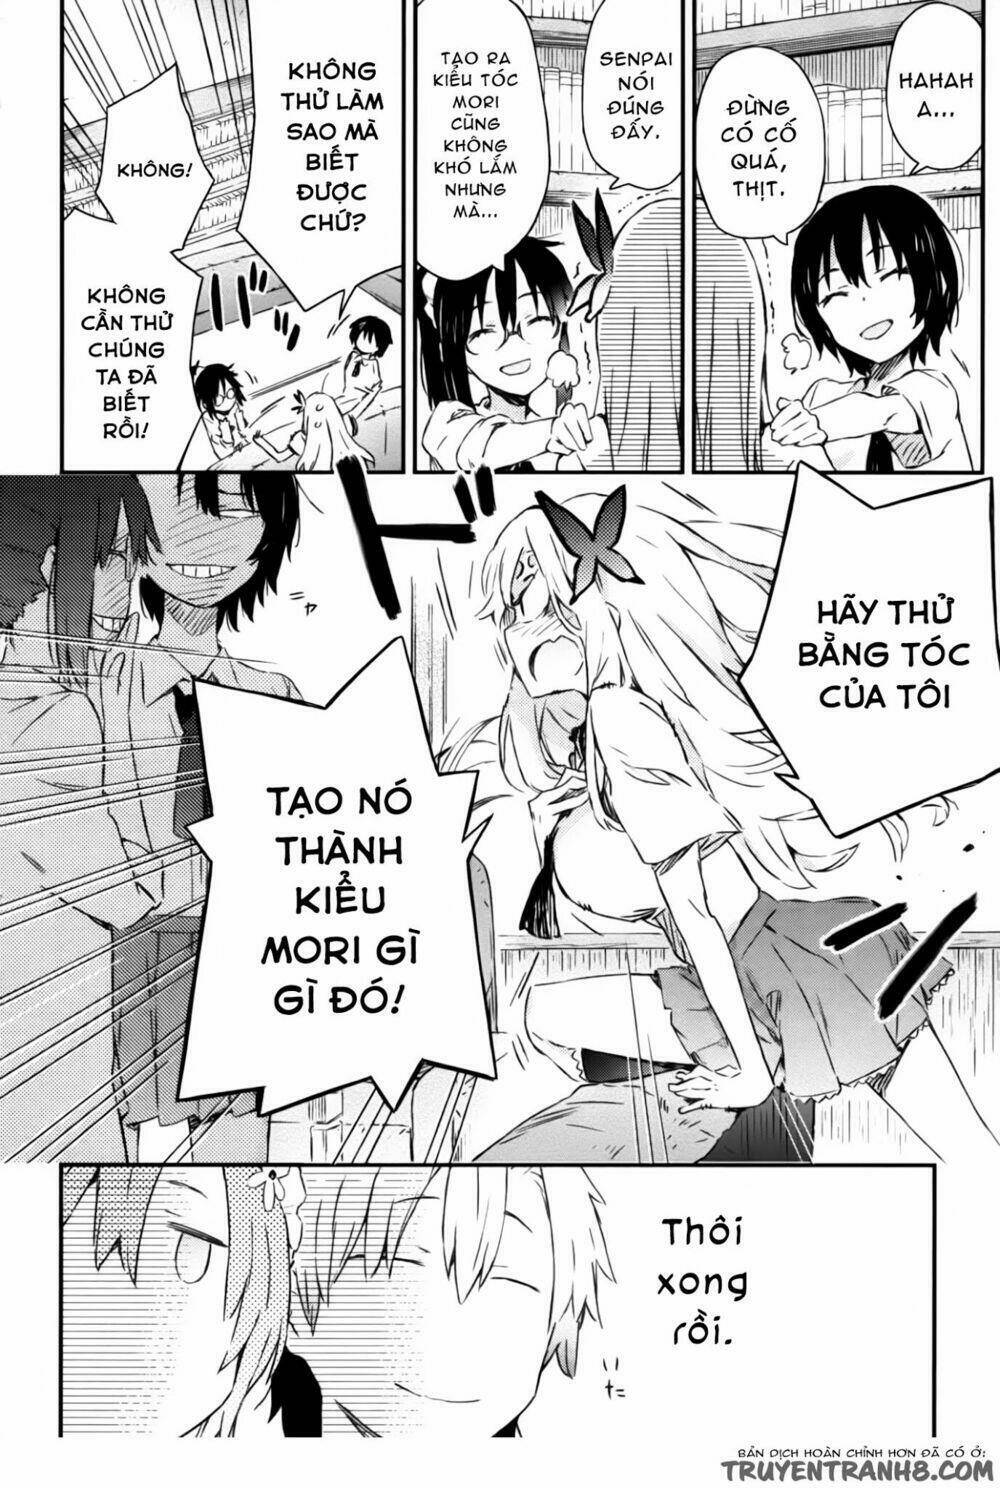 HAHAH
A...
ĐỪNG
CÓ CỐ
QUÁ,
THỊT.
SENPAI
NÓI
ĐÚNG
ĐẤY.
TẠO RA
KIỂU TÓC
MORI
CŨNG
KHÔNG
KHÓ LẮM
NHƯNG
MÀ...
KHÔNG
THỬ LÀM
SAO MÀ
BIẾT
ĐƯỢC
CHỨ?
KHÔNG!
KHÔNG
CẦN THỬ
CHÚNG
TA ĐÃ
BIẾT
RỒI!
HÃY THỬ
BẰNG TÓC
CỦA TÔI
TẠO NÓ
THÀNH
KIỂU
MORI GÌ
GÌ ĐÓ!
Thôi
xong
rồi.
BẢN DỊCH HOÀN CHỈNH HƠN ĐÃ CÓ Ở:
TRUYENTRANH8.COM